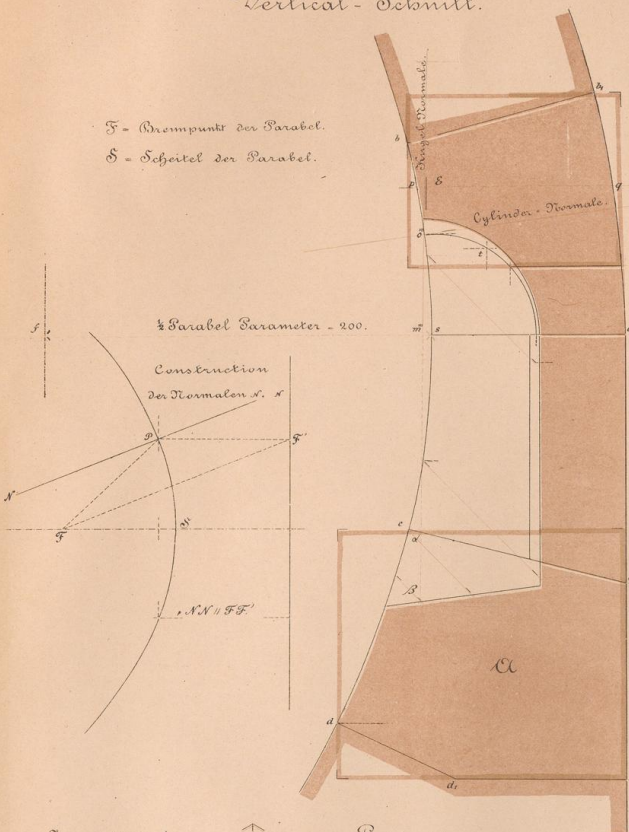 Vertical - Schnitt.
F = Brennpunkt der Parabel.
S = Scheitel der Parabel.
Kugel Normale.
Cylinder - Normale.
½ Parabel Parameter = 200.
Construction
der Normalen N. N
b
b₁
p
E
q
t
m
s
f
P
F'
N
F
NN || FF'
c
α
β
a
d
d₁